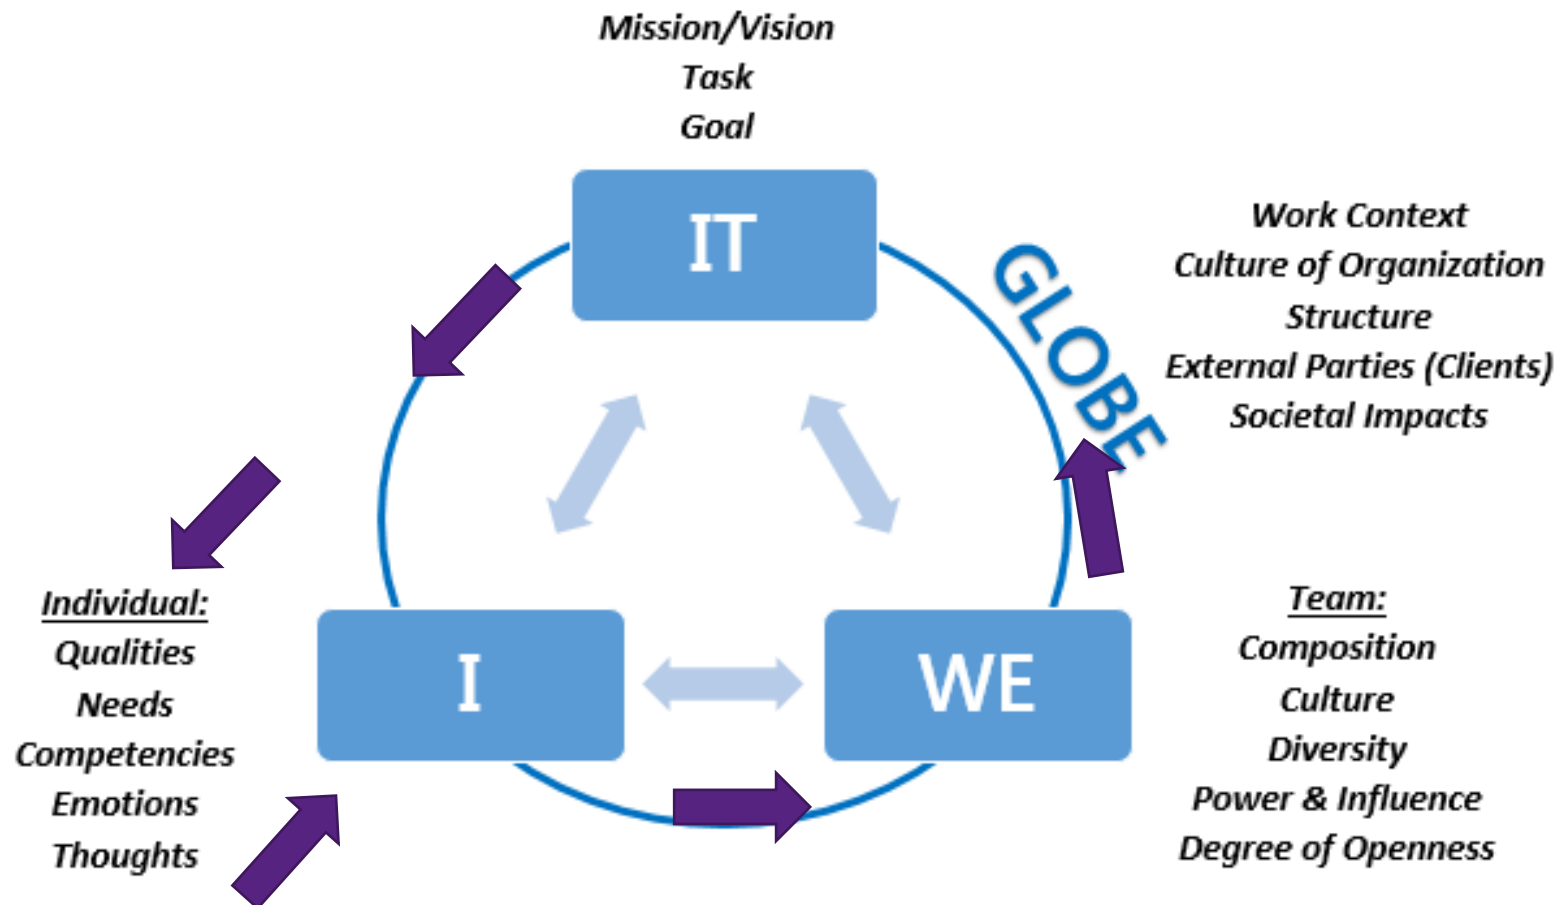 Mission/Vision
Task
Goal
IT
GLOBE
Work Context
Culture of Organization
Structure
External Parties (Clients)
Societal Impacts
Individual:
Qualities
Needs
Competencies
Emotions
Thoughts
I
WE
Team:
Composition
Culture
Diversity
Power & Influence
Degree of Openness